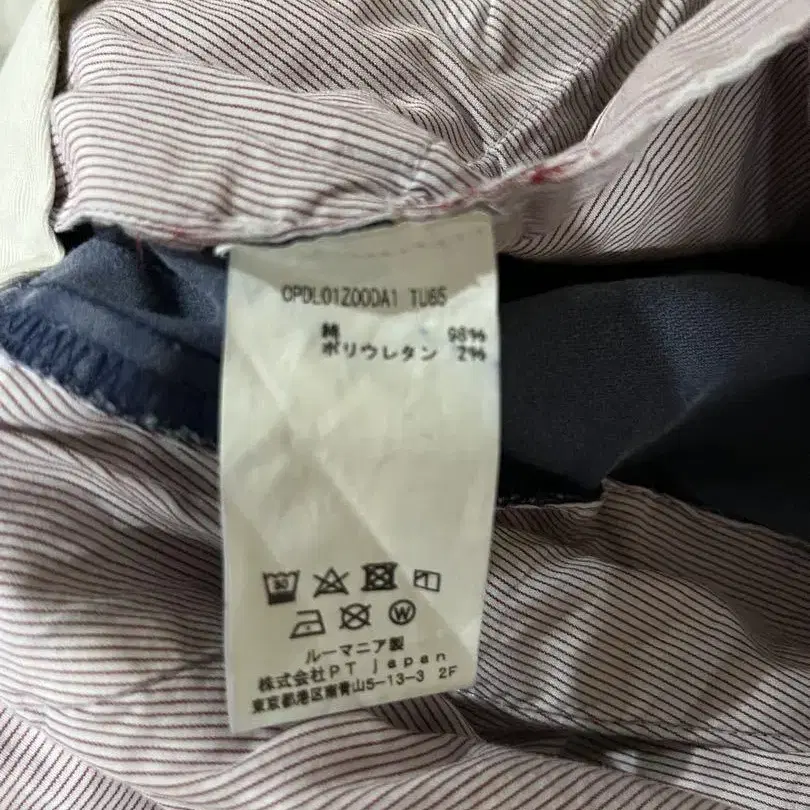 OPDL01Z00DA1 TU65
綿 98%
ポリウレタン 2%
W
ルーマニア製
株式会社PT japan
東京都港区南青山5-13-3 2F